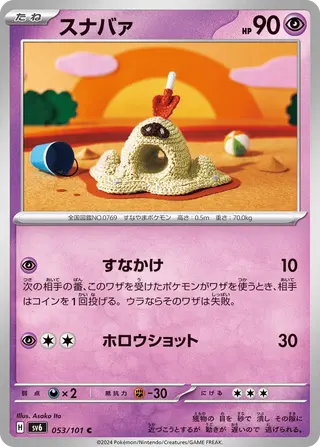 たね
スナバァ
HP 90
全国図鑑NO.0769 すなやまポケモン 高さ:0.5m 重さ:70.0kg
すなかけ 10
次の相手の番、このワザを受けたポケモンがワザを使うとき、相手
はコインを1回投げる。ウラならそのワザは失敗。
ホロウショット 30
弱点 ×2 抵抗力 -30 にげる
Illus. Asako Ito
H sv6 053/101 C
©2024 Pokémon/Nintendo/Creatures/GAME FREAK.